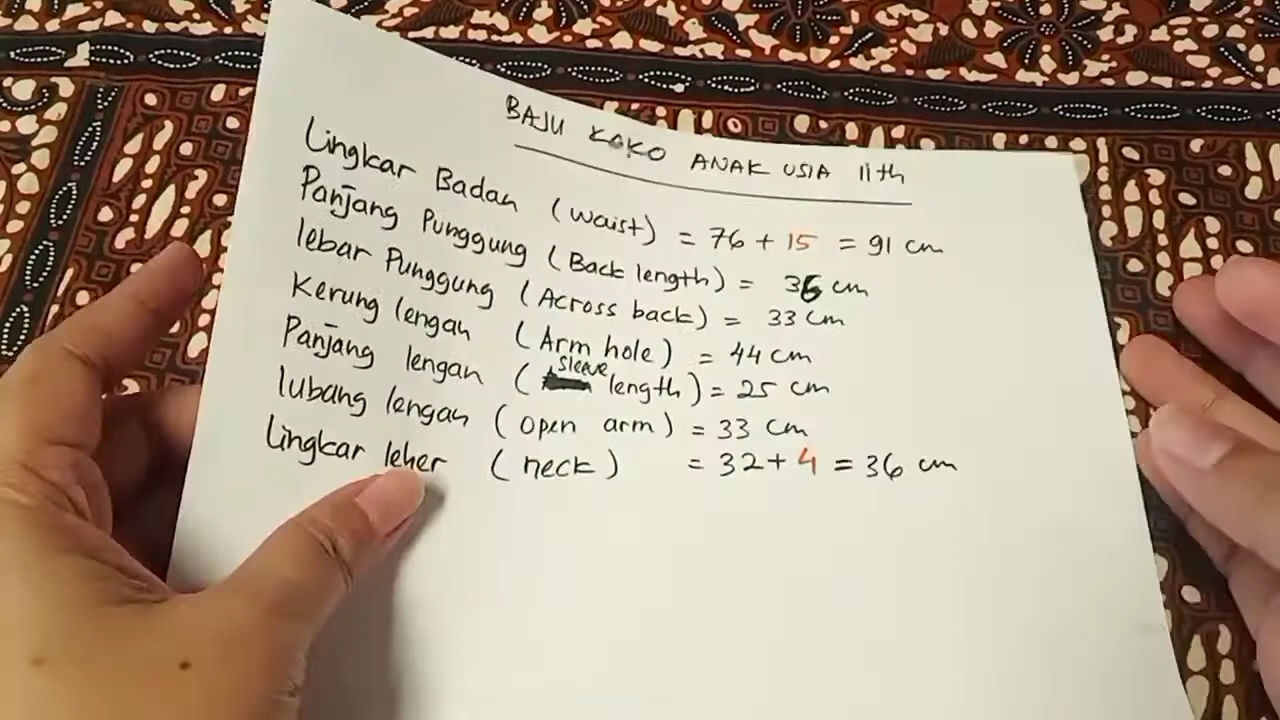 BAJU KOKO ANAK USIA 11th
Lingkar Badan (waist) = 76 + 15 = 91 cm
Panjang Punggung (Back length) = 36 cm
lebar Punggung (Across back) = 33 cm
Kerung lengan (Arm hole) = 44 cm
Panjang lengan (sleeve length) = 25 cm
lubang lengan (open arm) = 33 cm
Lingkar leher (neck) = 32 + 4 = 36 cm